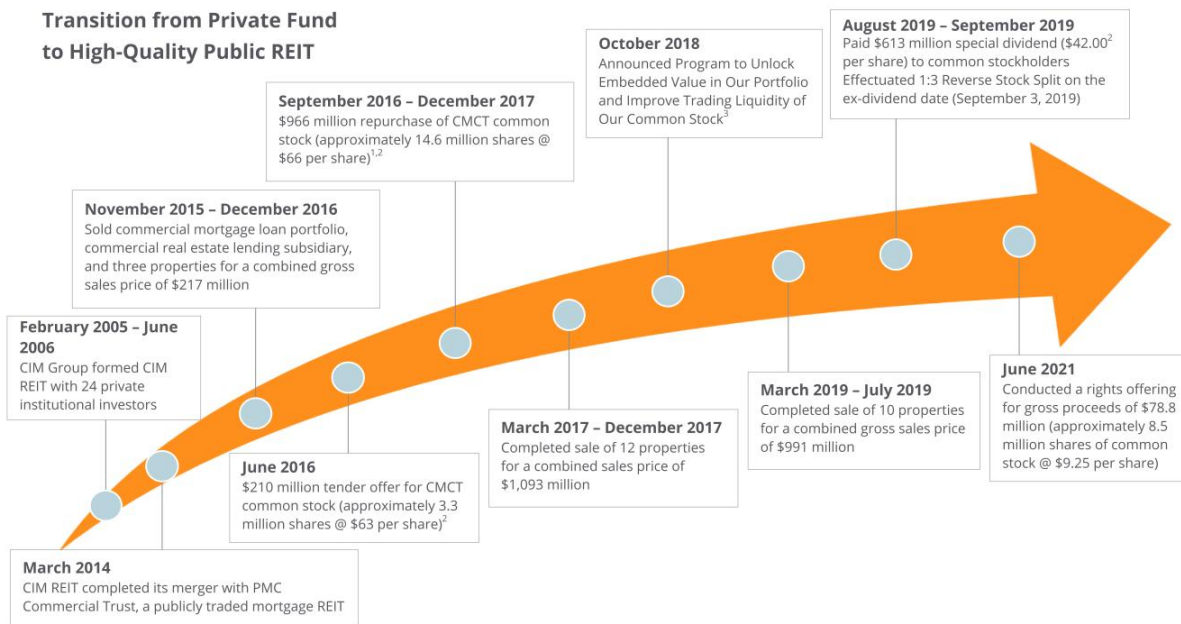 Transition from Private Fund
to High-Quality Public REIT
February 2005 – June
2006
CIM Group formed CIM
REIT with 24 private
institutional investors
March 2014
CIM REIT completed its merger with PMC
Commercial Trust, a publicly traded mortgage REIT
November 2015 – December 2016
Sold commercial mortgage loan portfolio,
commercial real estate lending subsidiary,
and three properties for a combined gross
sales price of $217 million
June 2016
$210 million tender offer for CMCT
common stock (approximately 3.3
million shares @ $63 per share)²
September 2016 – December 2017
$966 million repurchase of CMCT common
stock (approximately 14.6 million shares @
$66 per share)¹,²
March 2017 – December 2017
Completed sale of 12 properties
for a combined sales price of
$1,093 million
October 2018
Announced Program to Unlock
Embedded Value in Our Portfolio
and Improve Trading Liquidity of
Our Common Stock³
March 2019 – July 2019
Completed sale of 10 properties
for a combined gross sales price
of $991 million
August 2019 – September 2019
Paid $613 million special dividend ($42.00²
per share) to common stockholders
Effectuated 1:3 Reverse Stock Split on the
ex-dividend date (September 3, 2019)
June 2021
Conducted a rights offering
for gross proceeds of $78.8
million (approximately 8.5
million shares of common
stock @ $9.25 per share)